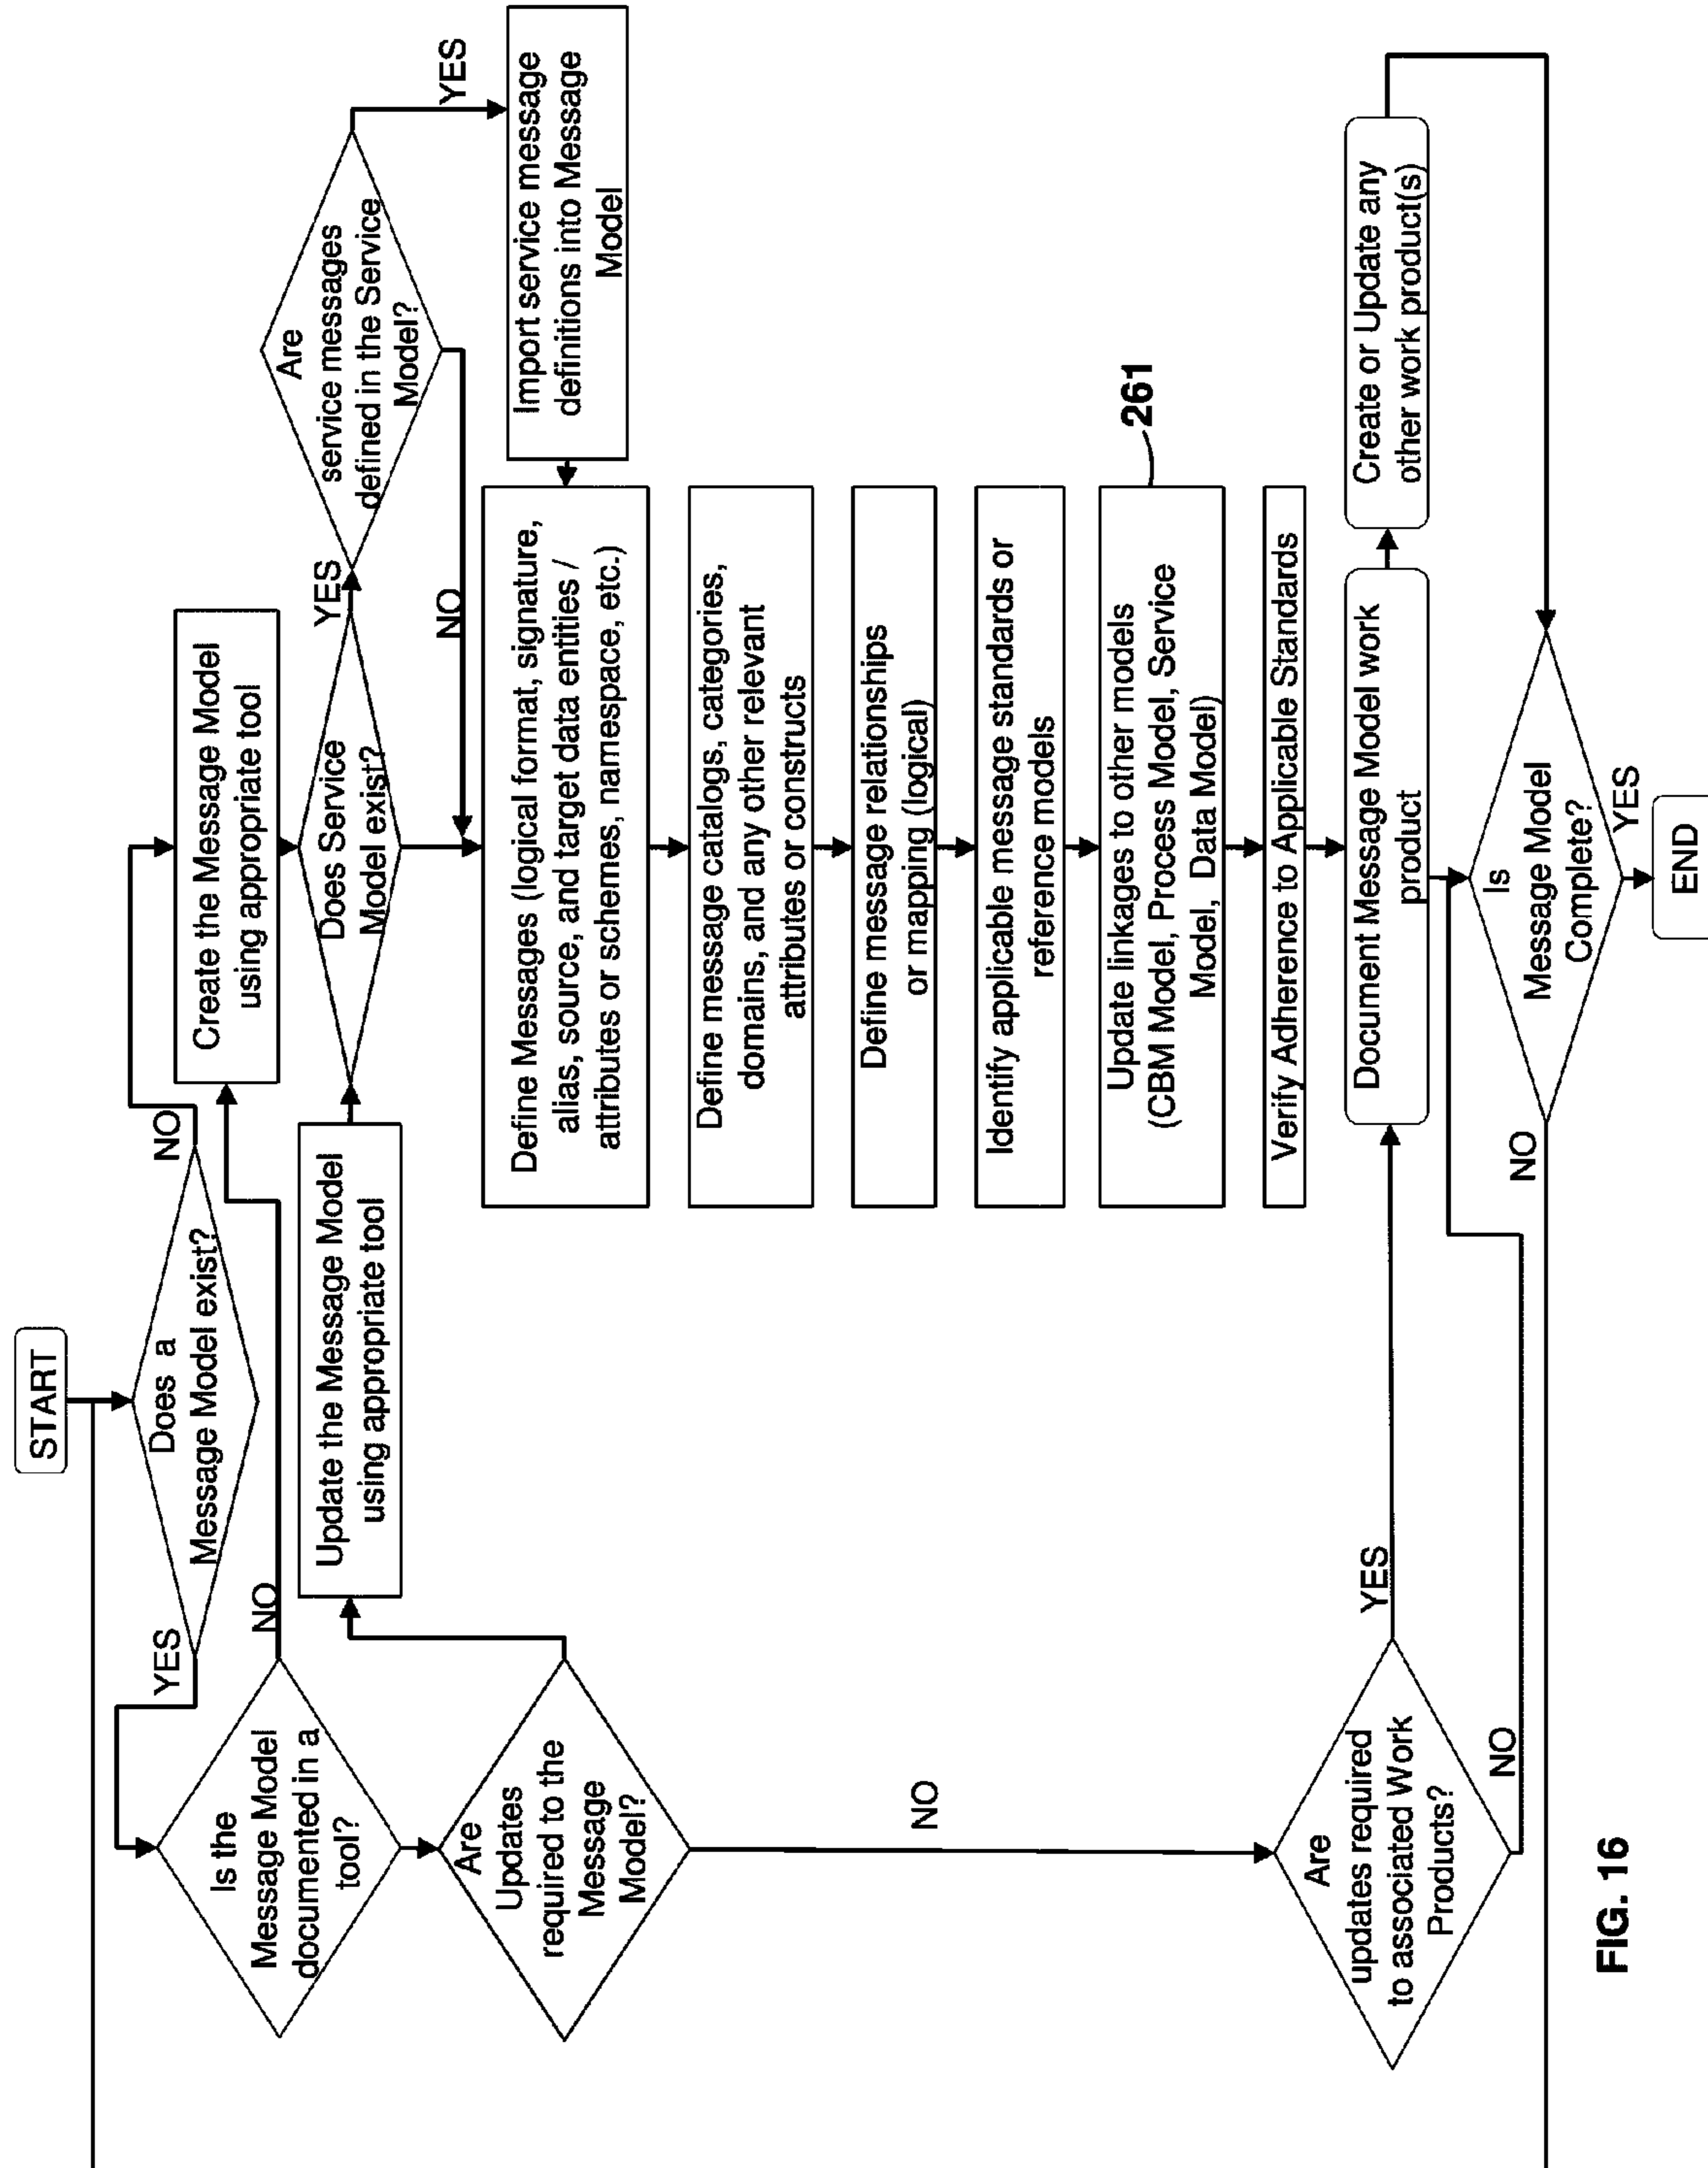 START
Does a
Message Model exist?
YES
NO
Is the
Message Model
documented in a
tool?
NO
Create the Message Model
using appropriate tool
Are
Updates
required to the
Message
Model?
Update the Message Model
using appropriate tool
Does Service
Model exist?
YES
Are
service messages
defined in the Service
Model?
YES
NO
Import service message
definitions into Message
Model
Define Messages (logical format, signature,
alias, source, and target data entities /
attributes or schemes, namespace, etc.)
Define message catalogs, categories,
domains, and any other relevant
attributes or constructs
Define message relationships
or mapping (logical)
Identify applicable message standards or
reference models
Update linkages to other models
(CBM Model, Process Model, Service
Model, Data Model)
261
Verify Adherence to Applicable Standards
NO
Are
updates required
to associated Work
Products?
YES
NO
Document Message Model work
product
Create or Update any
other work product(s)
Is
Message Model
Complete?
NO
YES
END
FIG. 16